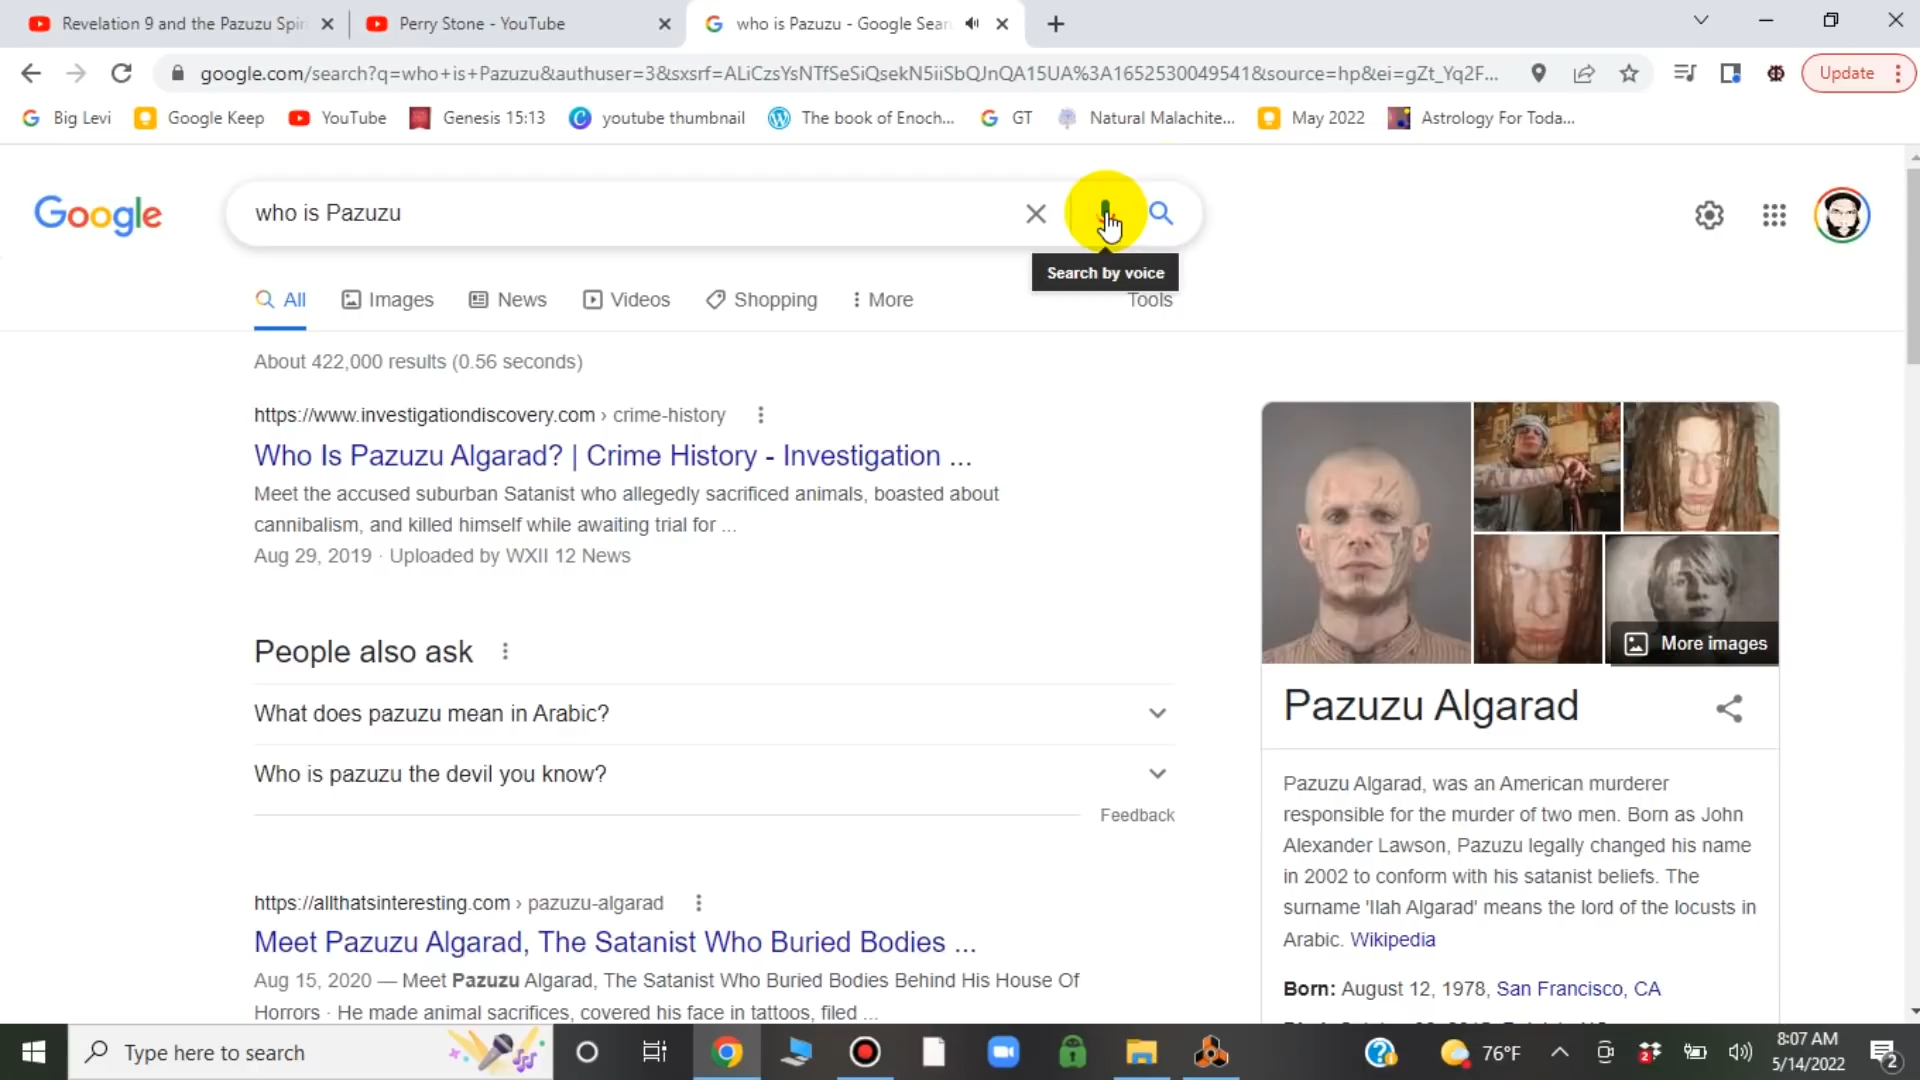 Revelation 9 and the Pazuzu Spi
Perry Stone - YouTube
who is Pazuzu - Google Sear
google.com/search?q=who+is+Pazuzu&authuser=3&sxsrf=ALiCzsYsNTfSeSiQsekN5iiSbQJnQA15UA%3A1652530049541&source=hp&ei=gZt_Yq2F...
Update
Big Levi
Google Keep
YouTube
Genesis 15:13
youtube thumbnail
The book of Enoch...
GT
Natural Malachite...
May 2022
Astrology For Toda...
Google
who is Pazuzu
Search by voice
All
Images
News
Videos
Shopping
More
Tools
About 422,000 results (0.56 seconds)
https://www.investigationdiscovery.com › crime-history
Who Is Pazuzu Algarad? | Crime History - Investigation ...
Meet the accused suburban Satanist who allegedly sacrificed animals, boasted about
cannibalism, and killed himself while awaiting trial for ...
Aug 29, 2019 · Uploaded by WXII 12 News
People also ask
What does pazuzu mean in Arabic?
Who is pazuzu the devil you know?
Feedback
https://allthatsinteresting.com › pazuzu-algarad
Meet Pazuzu Algarad, The Satanist Who Buried Bodies ...
Aug 15, 2020 — Meet Pazuzu Algarad, The Satanist Who Buried Bodies Behind His House Of
Horrors · He made animal sacrifices, covered his face in tattoos, filed ...
More images
Pazuzu Algarad
Pazuzu Algarad, was an American murderer
responsible for the murder of two men. Born as John
Alexander Lawson, Pazuzu legally changed his name
in 2002 to conform with his satanist beliefs. The
surname 'Ilah Algarad' means the lord of the locusts in
Arabic. Wikipedia
Born: August 12, 1978, San Francisco, CA
Type here to search
2
76°F
8:07 AM
5/14/2022
2